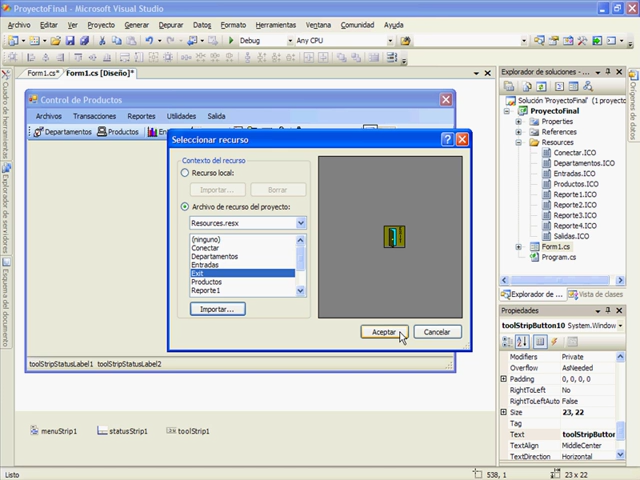 ProyectoFinal - Microsoft Visual Studio
Archivo Editar Ver Proyecto Generar Depurar Datos Formato Herramientas Ventana Comunidad Ayuda
Debug Any CPU
Form1.cs* Form1.cs [Diseño]*
Cuadro de herramientas
Explorador de servidores
Esquema del documento
Control de Productos
Archivos Transacciones Reportes Utilidades Salida
Departamentos Productos
Seleccionar recurso
Contexto del recurso
Recurso local:
Importar... Borrar
Archivo de recurso del proyecto:
Resources.resx
(ninguno)
Conectar
Departamentos
Entradas
Exit
Productos
Reporte1
Importar...
Aceptar Cancelar
toolStripStatusLabel1 toolStripStatusLabel2
menuStrip1 statusStrip1 toolStrip1
Explorador de soluciones -
Solución 'ProyectoFinal' (1 proyecto
ProyectoFinal
Properties
References
Resources
Conectar.ICO
Departamentos.ICO
Entradas.ICO
Productos.ICO
Reporte1.ICO
Reporte2.ICO
Reporte3.ICO
Reporte4.ICO
Salidas.ICO
Form1.cs
Program.cs
Explorador de... Vista de clases
Orígenes de datos
Propiedades
toolStripButton10 System.Window
Modifiers Private
Overflow AsNeeded
Padding 0, 0, 0, 0
RightToLeft No
RightToLeftAuto False
Size 23, 22
Tag
Text toolStripButton
TextAlign MiddleCenter
TextDirection Horizontal
Listo 538, 1 23 x 22